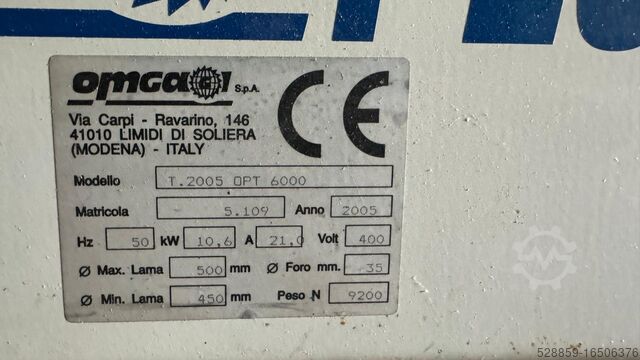 omga S.p.A.
Via Carpi - Ravarino, 146
41010 LIMIDI DI SOLIERA
(MODENA) - ITALY
CE
Modello T.2005 OPT 6000
Matricola 5.109 Anno 2005
Hz 50 kW 10,6 A 21,0 Volt 400
Ø Max. Lama 500 mm Ø Foro mm. 35
Ø Min. Lama 450 mm Peso N 9200
528859-16506376